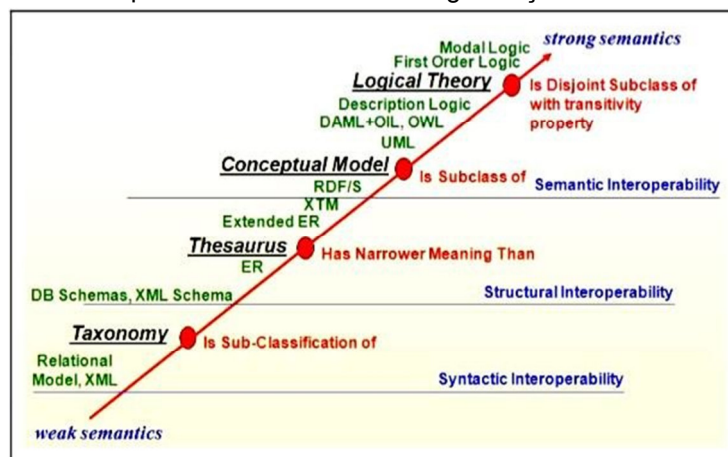 Modal Logic
strong semantics
First Order Logic
Logical Theory
Is Disjoint Subclass of
with transitivity
property
Description Logic
DAML+OIL, OWL
UML
Conceptual Model
Is Subclass of
Semantic Interoperability
RDF/S
XTM
Extended ER
Thesaurus
Has Narrower Meaning Than
ER
DB Schemas, XML Schema
Structural Interoperability
Taxonomy
Is Sub-Classification of
Relational
Model, XML
Syntactic Interoperability
weak semantics